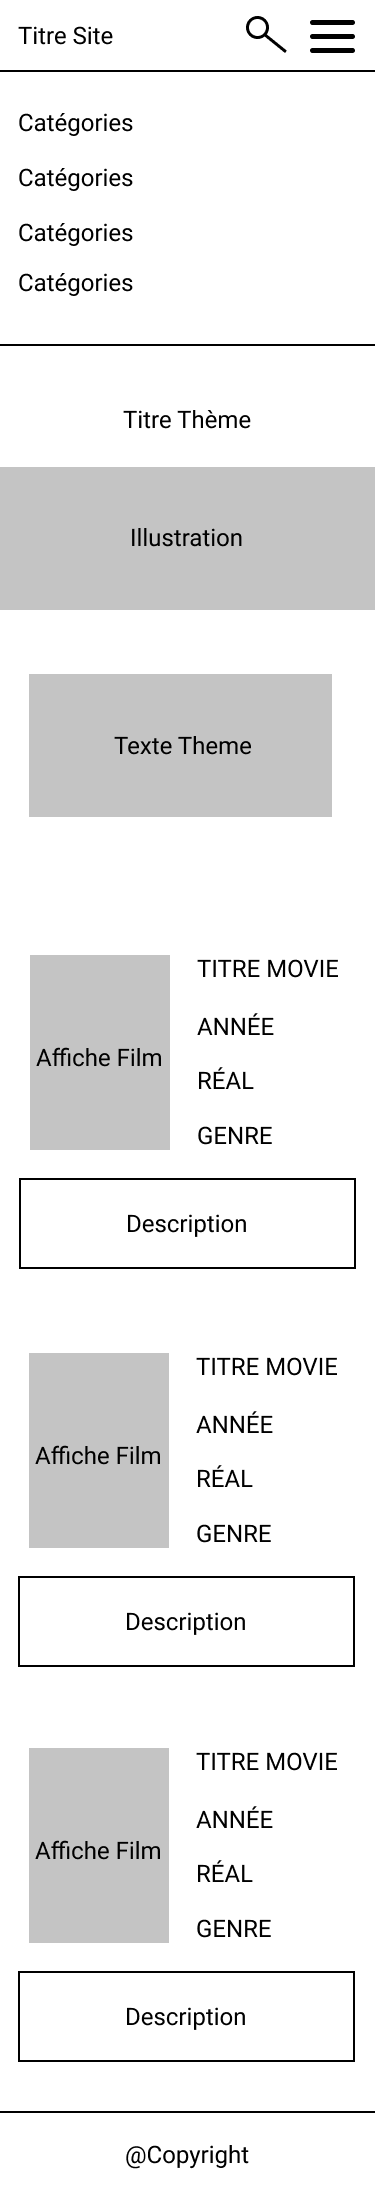 Titre Site
Catégories
Catégories
Catégories
Catégories
Titre Thème
Illustration
Texte Theme
Affiche Film
TITRE MOVIE
ANNÉE
RÉAL
GENRE
Description
Affiche Film
TITRE MOVIE
ANNÉE
RÉAL
GENRE
Description
Affiche Film
TITRE MOVIE
ANNÉE
RÉAL
GENRE
Description
@Copyright